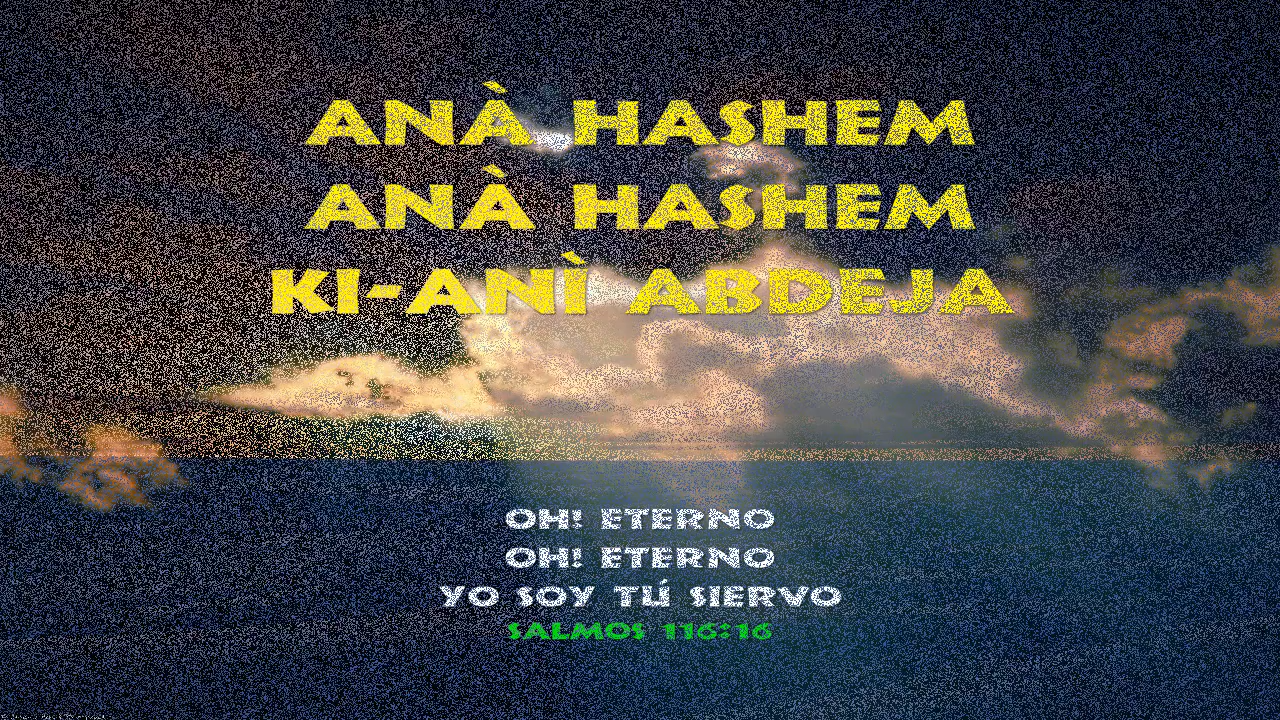 ANÀ HASHEM
ANÀ HASHEM
KI-ANÌ ABDEJA
OH! ETERNO
OH! ETERNO
YO SOY TÚ SIERVO
SALMOS 116:16